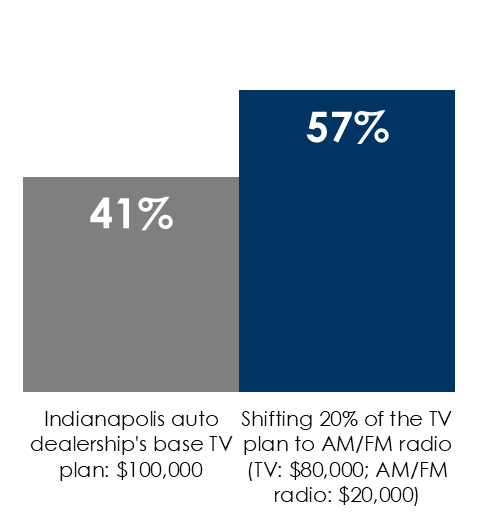 57%
41%
Indianapolis auto
dealership's base TV
plan: $100,000
Shifting 20% of the TV
plan to AM/FM radio
(TV: $80,000; AM/FM
radio: $20,000)